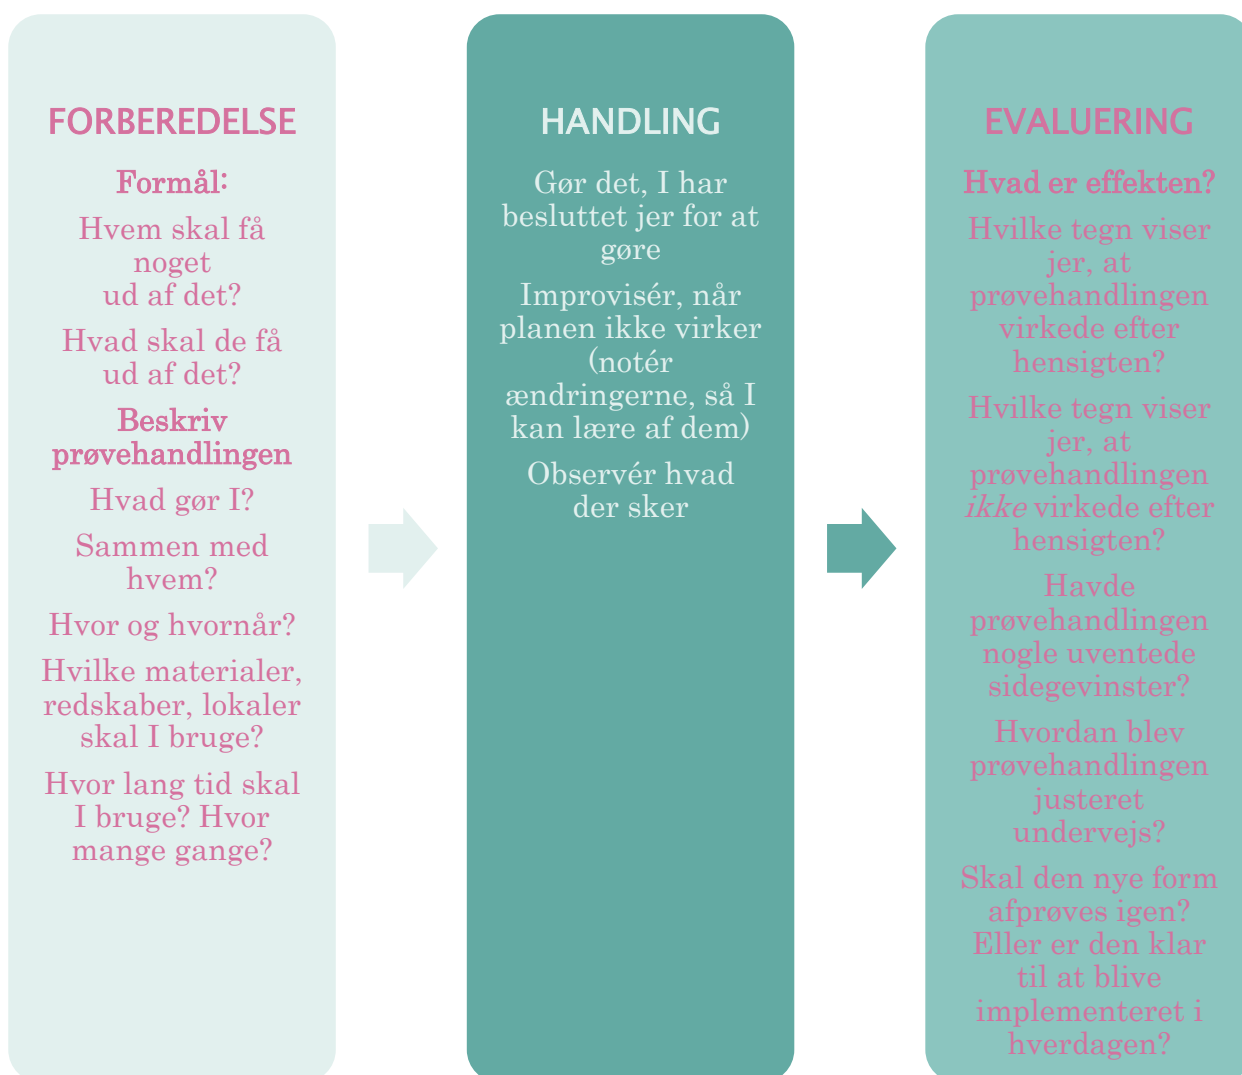 FORBEREDELSE
Formål:
Hvem skal få
noget
ud af det?
Hvad skal de få
ud af det?
Beskriv
prøvehandlingen
Hvad gør I?
Sammen med
hvem?
Hvor og hvornår?
Hvilke materialer,
redskaber, lokaler
skal I bruge?
Hvor lang tid skal
I bruge? Hvor
mange gange?
HANDLING
Gør det, I har
besluttet jer for at
gøre
Improvisér, når
planen ikke virker
(notér
ændringerne, så I
kan lære af dem)
Observér hvad
der sker
EVALUERING
Hvad er effekten?
Hvilke tegn viser
jer, at
prøvehandlingen
virkede efter
hensigten?
Hvilke tegn viser
jer, at
prøvehandlingen
ikke virkede efter
hensigten?
Havde
prøvehandlingen
nogle uventede
sidegevinster?
Hvordan blev
prøvehandlingen
justeret
undervejs?
Skal den nye form
afprøves igen?
Eller er den klar
til at blive
implementeret i
hverdagen?